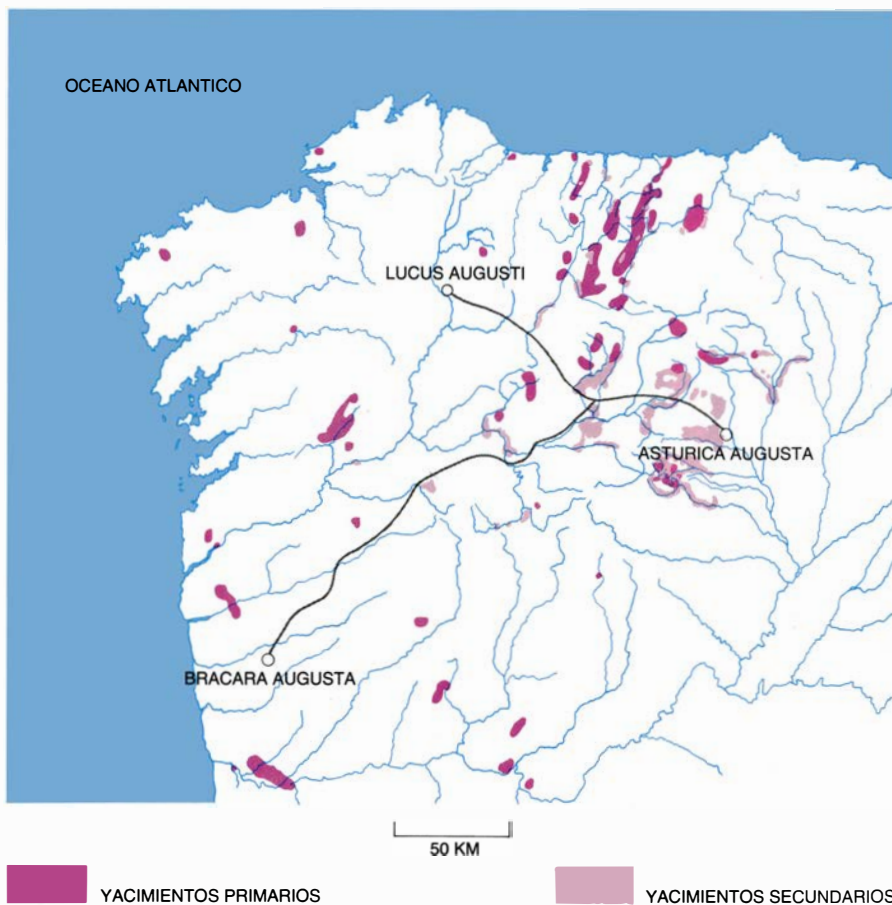 OCEANO ATLANTICO
LUCUS AUGUSTI
ASTURICA AUGUSTA
BRACARA AUGUSTA
50 KM
YACIMIENTOS PRIMARIOS
YACIMIENTOS SECUNDARIOS